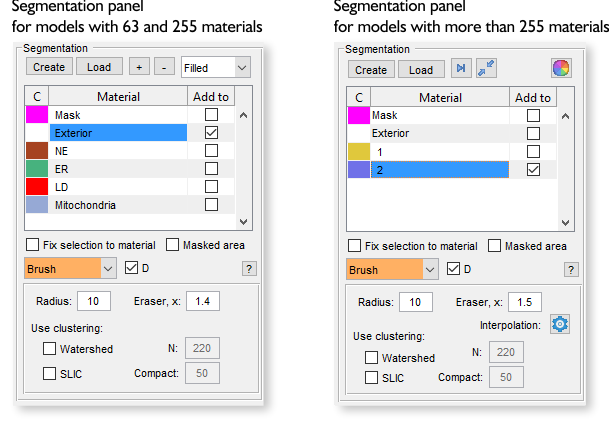 Segmentation panel
for models with 63 and 255 materials
Segmentation
Create Load + - Filled
C Material Add to
Mask
Exterior
NE
ER
LD
Mitochondria
Fix selection to material Masked area
Brush D ?
Radius: 10 Eraser, x: 1.4
Use clustering:
Watershed N: 220
SLIC Compact: 50
Segmentation panel
for models with more than 255 materials
Segmentation
Create Load
C Material Add to
Mask
Exterior
1
2
Fix selection to material Masked area
Brush D ?
Radius: 10 Eraser, x: 1.5
Interpolation:
Use clustering:
Watershed N: 220
SLIC Compact: 50